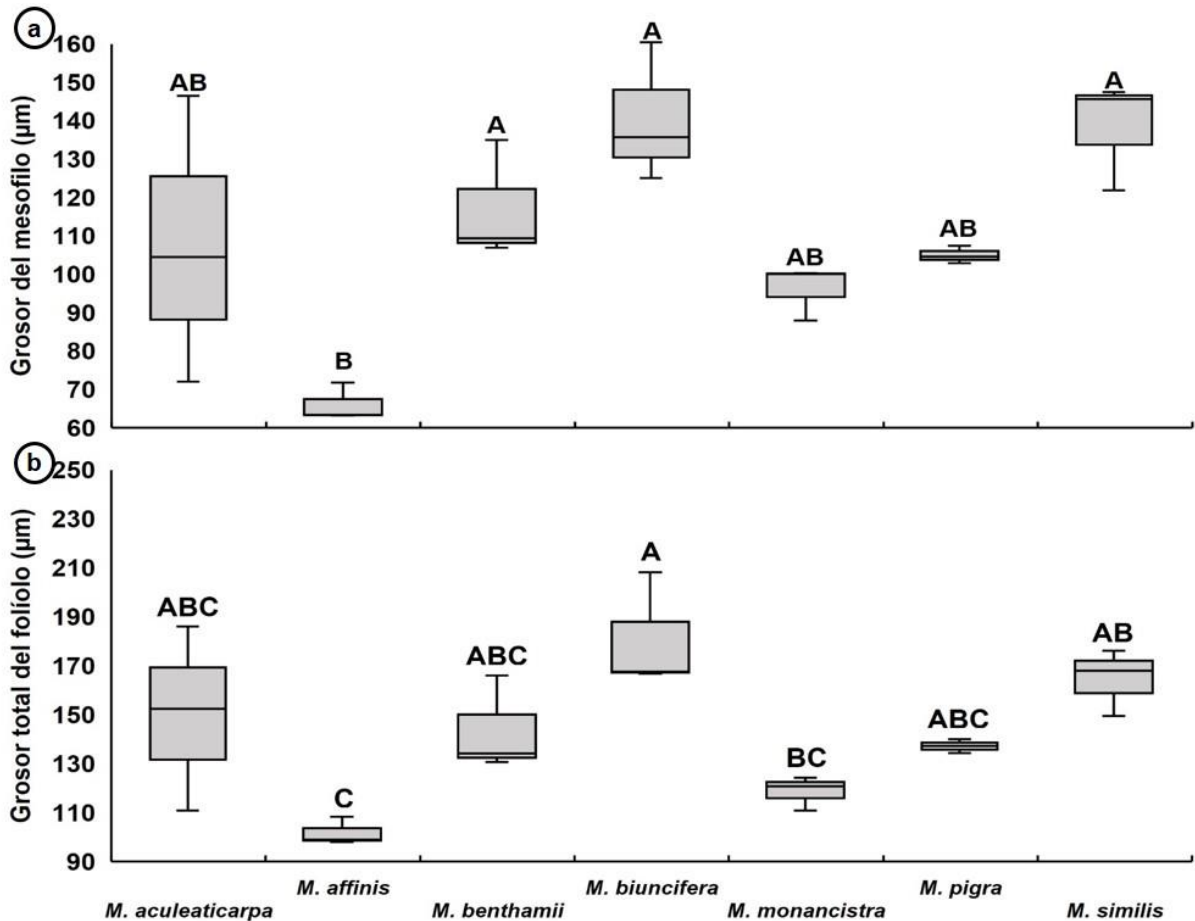 a
Grosor del mesofilo (µm)
160
150
140
130
120
110
100
90
80
70
60
AB
B
A
A
AB
AB
A
b
Grosor total del folíolo (µm)
250
230
210
190
170
150
130
110
90
ABC
C
ABC
A
BC
ABC
AB
M. aculeaticarpa
M. affinis
M. benthamii
M. biuncifera
M. monancistra
M. pigra
M. similis